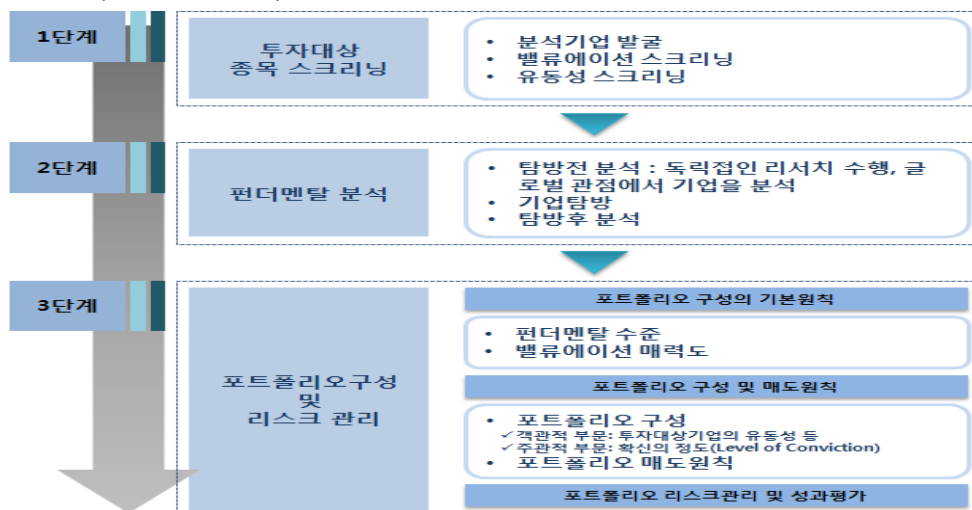 1단계
투자대상
종목 스크리닝
• 분석기업 발굴
• 밸류에이션 스크리닝
• 유동성 스크리닝
2단계
펀더멘탈 분석
• 탐방전 분석 : 독립접인 리서치 수행, 글
로벌 관점에서 기업을 분석
• 기업탐방
• 탐방후 분석
3단계
포트폴리오구성
및
리스크 관리
포트폴리오 구성의 기본원칙
• 펀더멘탈 수준
• 밸류에이션 매력도
포트폴리오 구성 및 매도원칙
• 포트폴리오 구성
✓객관적 부문: 투자대상기업의 유동성 등
✓주관적 부문: 확신의 정도(Level of Conviction)
• 포트폴리오 매도원칙
포트폴리오 리스크관리 및 성과평가